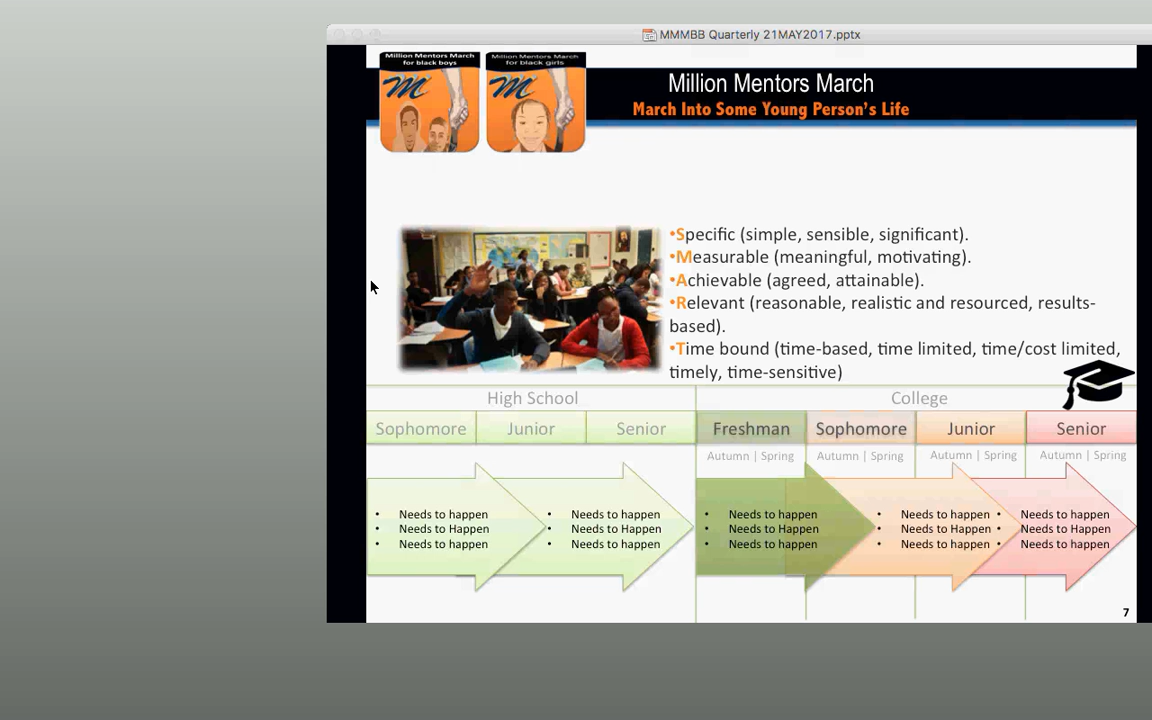 MMMBB Quarterly 21MAY2017.pptx
Million Mentors March
for black boys
Million Mentors March
for black girls
Million Mentors March
March Into Some Young Person's Life
•Specific (simple, sensible, significant).
•Measurable (meaningful, motivating).
•Achievable (agreed, attainable).
•Relevant (reasonable, realistic and resourced, results-
based).
•Time bound (time-based, time limited, time/cost limited,
timely, time-sensitive)
High School
College
Sophomore
Junior
Senior
Freshman
Sophomore
Junior
Senior
Autumn | Spring
Autumn | Spring
Autumn | Spring
Autumn | Spring
• Needs to happen
• Needs to Happen
• Needs to happen
• Needs to happen
• Needs to Happen
• Needs to happen
• Needs to happen
• Needs to Happen
• Needs to happen
• Needs to happen
• Needs to Happen
• Needs to happen
• Needs to happen
• Needs to Happen
• Needs to happen
7